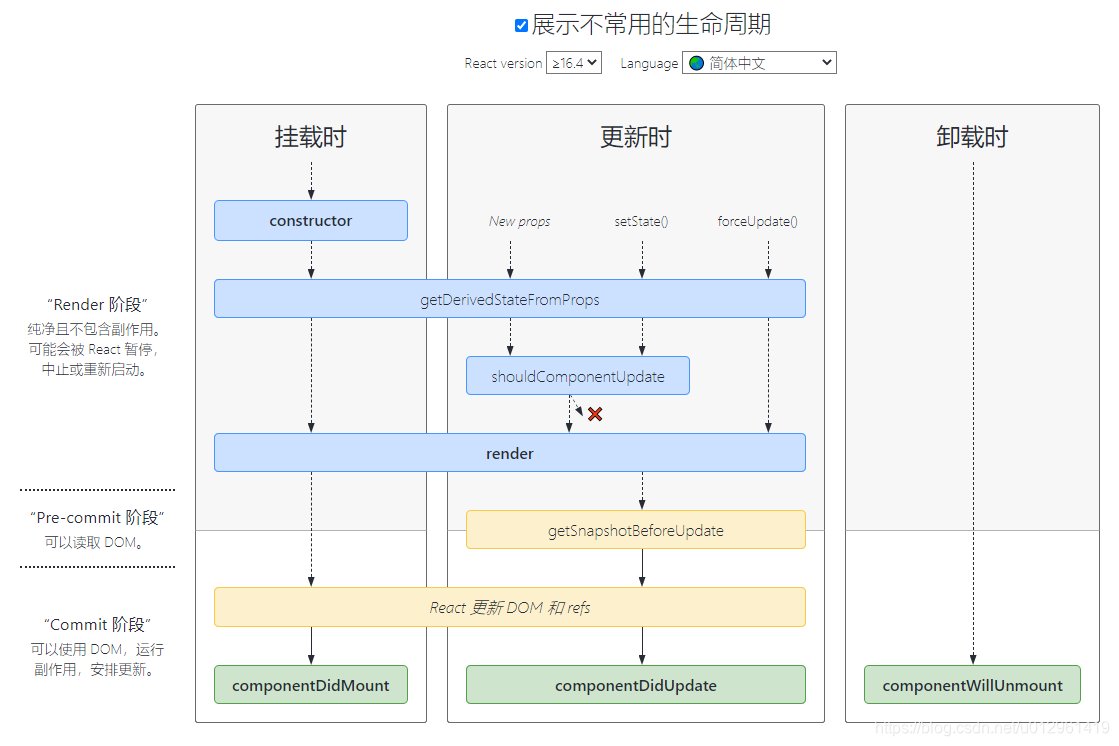 展示不常用的生命周期
React version ≥16.4 Language 简体中文
挂载时
更新时
卸载时
constructor
New props
setState()
forceUpdate()
getDerivedStateFromProps
“Render 阶段”
纯净且不包含副作用。
可能会被 React 暂停，
中止或重新启动。
shouldComponentUpdate
render
“Pre-commit 阶段”
可以读取 DOM。
getSnapshotBeforeUpdate
React 更新 DOM 和 refs
“Commit 阶段”
可以使用 DOM，运行
副作用，安排更新。
componentDidMount
componentDidUpdate
componentWillUnmount
https://blog.csdn.net/u012961419